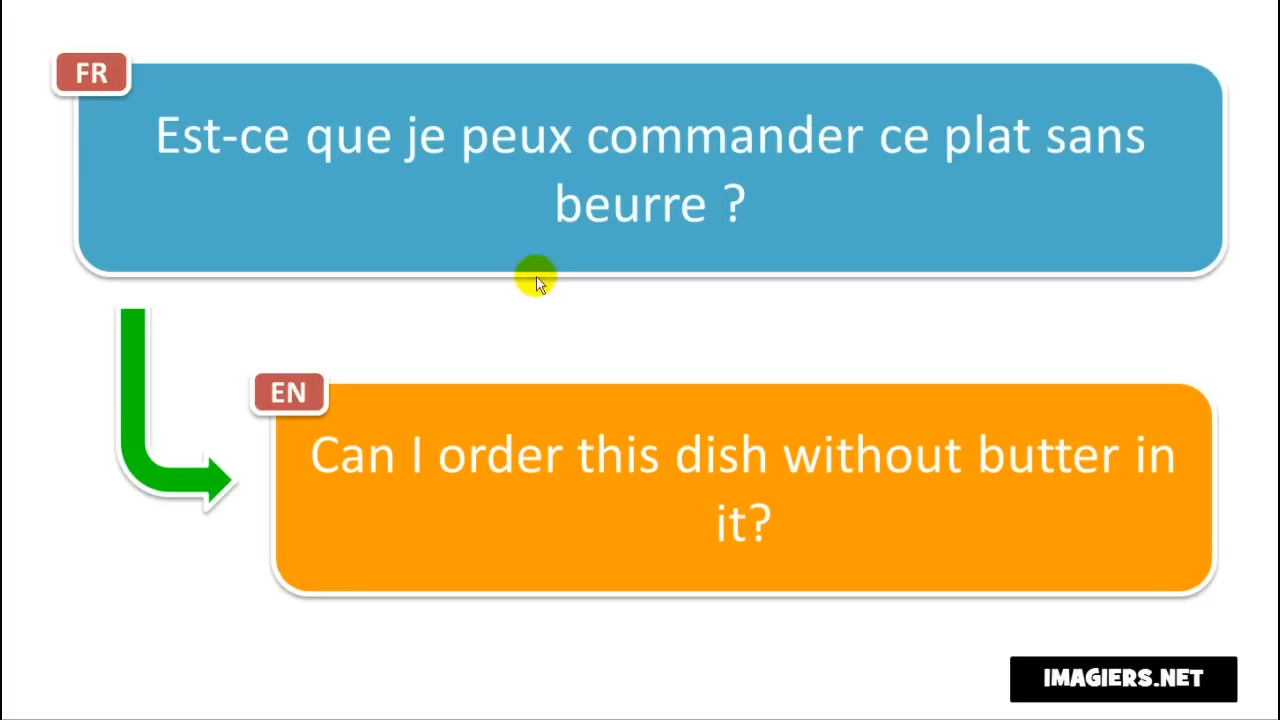 FR
Est-ce que je peux commander ce plat sans
beurre ?
EN
Can I order this dish without butter in
it?
IMAGIERS.NET